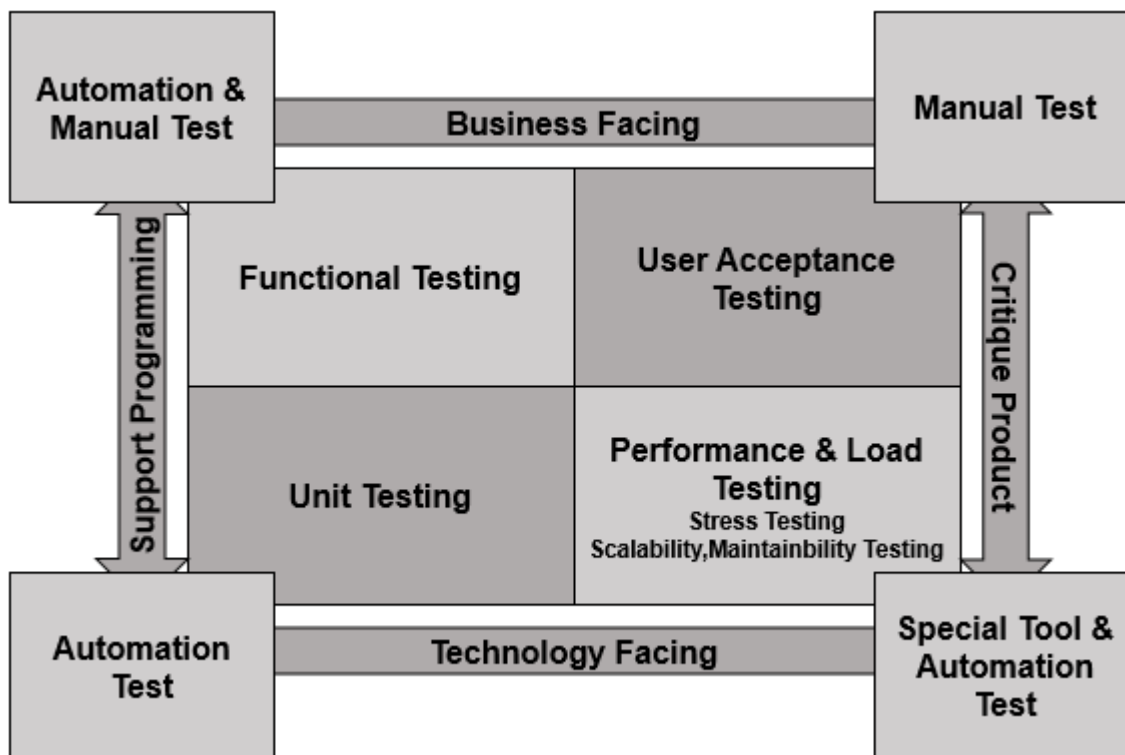 Automation &
Manual Test
Business Facing
Manual Test
Support Programming
Functional Testing
User Acceptance
Testing
Critique Product
Unit Testing
Performance & Load
Testing
Stress Testing
Scalability,Maintainbility Testing
Automation
Test
Technology Facing
Special Tool &
Automation
Test